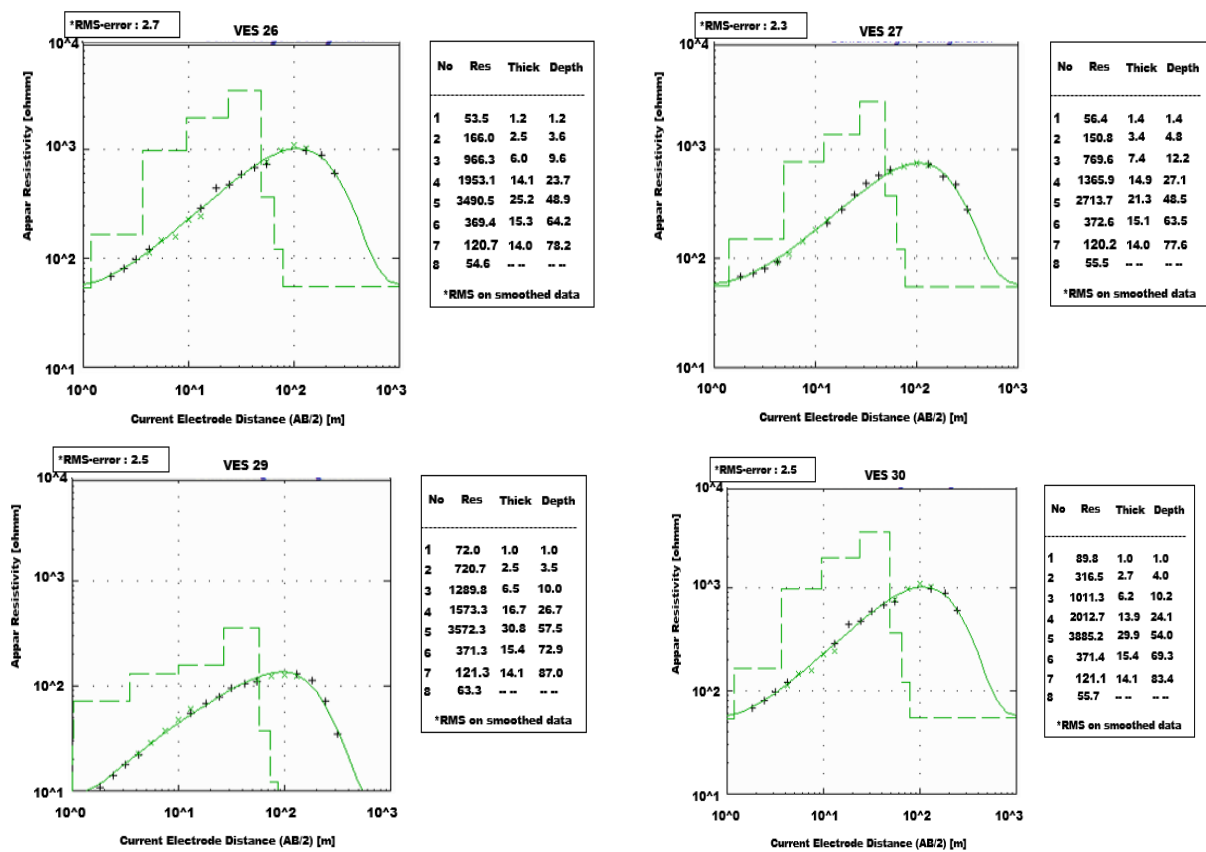 *RMS-error : 2.7
VES 26
10^4
10^3
10^2
10^1
Appar Resistivity [ohmm]
10^0 10^1 10^2 10^3
Current Electrode Distance (AB/2) [m]
No Res Thick Depth
1 53.5 1.2 1.2
2 166.0 2.5 3.6
3 966.3 6.0 9.6
4 1953.1 14.1 23.7
5 3490.5 25.2 48.9
6 369.4 15.3 64.2
7 120.7 14.0 78.2
8 54.6 -- -- -- --
*RMS on smoothed data
*RMS-error : 2.3
VES 27
10^4
10^3
10^2
10^1
Appar Resistivity [ohmm]
10^0 10^1 10^2 10^3
Current Electrode Distance (AB/2) [m]
No Res Thick Depth
1 56.4 1.4 1.4
2 150.8 3.4 4.8
3 769.6 7.4 12.2
4 1365.9 14.9 27.1
5 2713.7 21.3 48.5
6 372.6 15.1 63.5
7 120.2 14.0 77.6
8 55.5 -- -- -- --
*RMS on smoothed data
*RMS-error : 2.5
VES 29
10^4
10^3
10^2
10^1
Appar Resistivity [ohmm]
10^0 10^1 10^2 10^3
Current Electrode Distance (AB/2) [m]
No Res Thick Depth
1 72.0 1.0 1.0
2 720.7 2.5 3.5
3 1289.8 6.5 10.0
4 1573.3 16.7 26.7
5 3572.3 30.8 57.5
6 371.3 15.4 72.9
7 121.3 14.1 87.0
8 63.3 -- -- -- --
*RMS on smoothed data
*RMS-error : 2.5
VES 30
10^4
10^3
10^2
10^1
Appar Resistivity [ohmm]
10^0 10^1 10^2 10^3
Current Electrode Distance (AB/2) [m]
No Res Thick Depth
1 89.8 1.0 1.0
2 316.5 2.7 4.0
3 1011.3 6.2 10.2
4 2012.7 13.9 24.1
5 3885.2 29.9 54.0
6 371.4 15.4 69.3
7 121.1 14.1 83.4
8 55.7 -- -- -- --
*RMS on smoothed data